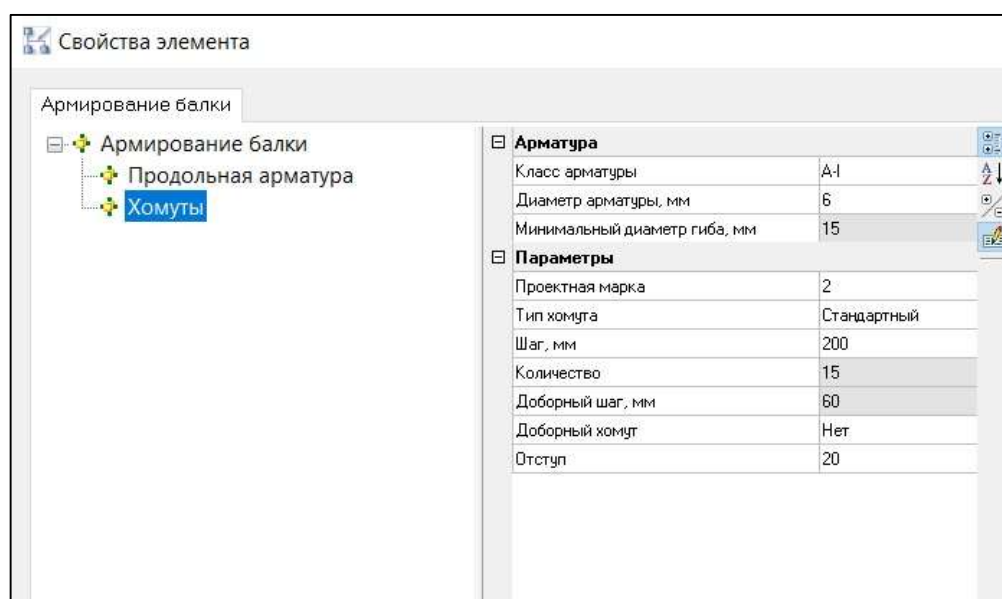 Свойства элемента
Армирование балки
Армирование балки
Продольная арматура
Хомуты
Арматура
Класс арматуры A-I
Диаметр арматуры, мм 6
Минимальный диаметр гиба, мм 15
Параметры
Проектная марка 2
Тип хомута Стандартный
Шаг, мм 200
Количество 15
Доборный шаг, мм 60
Доборный хомут Нет
Отступ 20